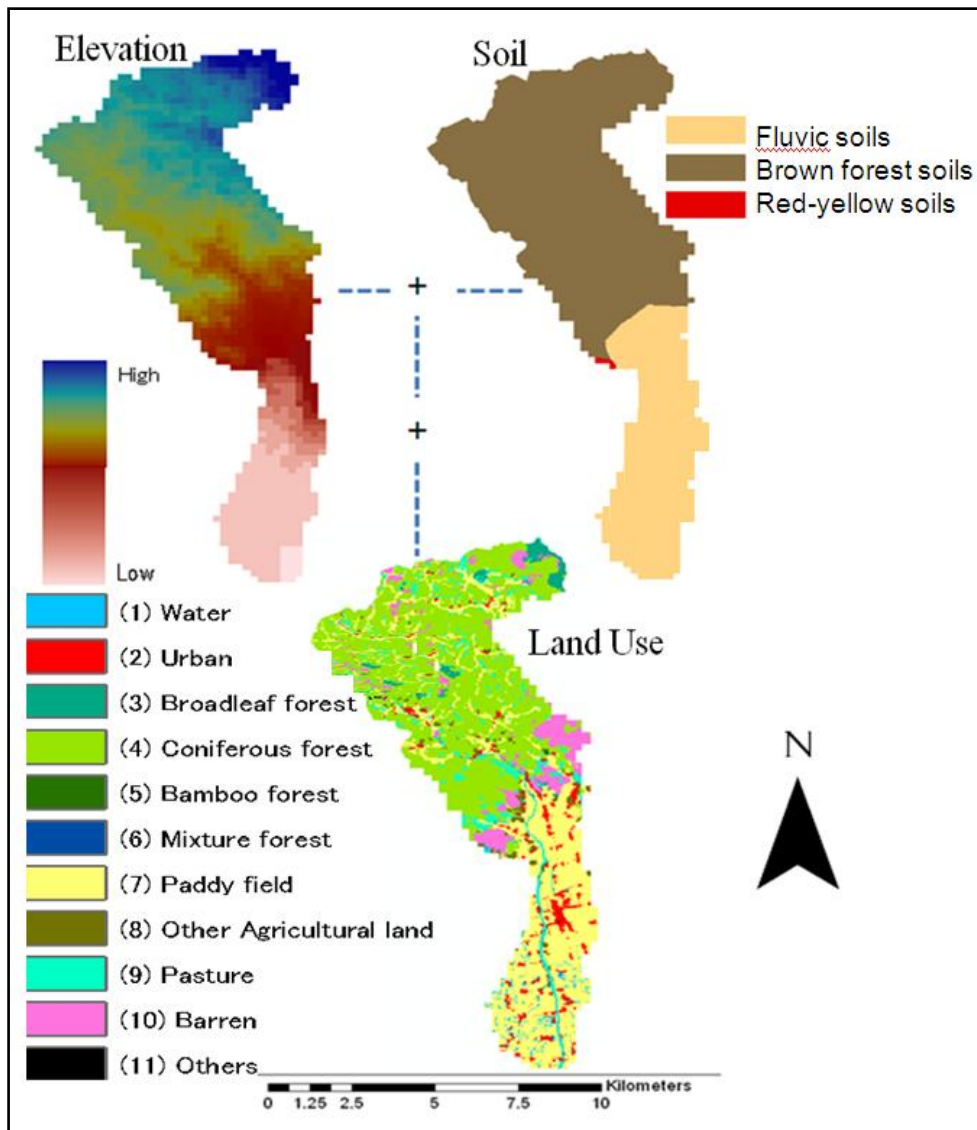 Elevation
Soil
Fluvic soils
Brown forest soils
Red-yellow soils
High
Low
(1) Water
(2) Urban
(3) Broadleaf forest
(4) Coniferous forest
(5) Bamboo forest
(6) Mixture forest
(7) Paddy field
(8) Other Agricultural land
(9) Pasture
(10) Barren
(11) Others
Land Use
N
Kilometers
0 1.25 2.5 5 7.5 10